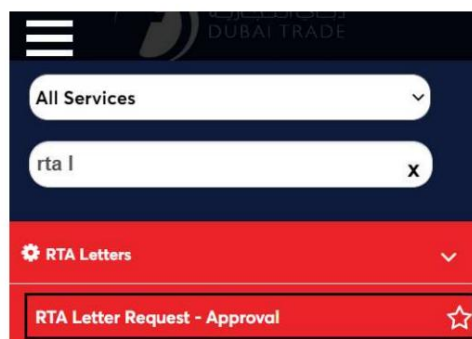 DUBAI TRADE
All Services
rta l
x
RTA Letters
RTA Letter Request - Approval